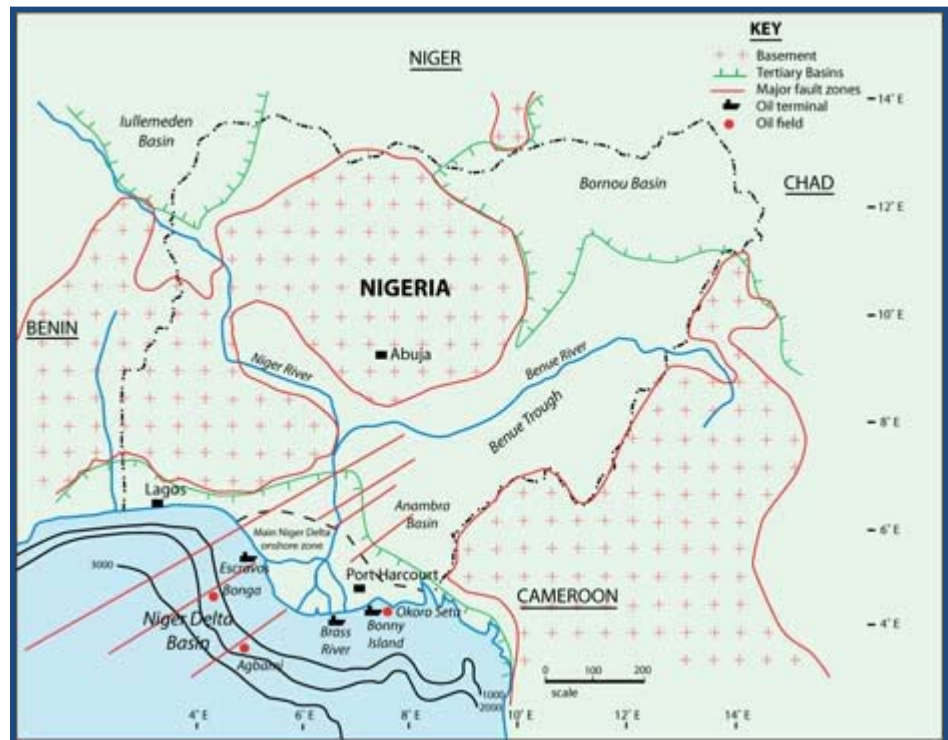 KEY
Basement
Tertiary Basins
Major fault zones
Oil terminal
Oil field
NIGER
14° E
Iullemeden
Basin
Bornou Basin
CHAD
12° E
NIGERIA
10° E
BENIN
Abuja
Niger River
Benue River
8° E
Benue Trough
Lagos
Anambra
Basin
6° E
Main Niger Delta
onshore zone
Escravos
3000
Port Harcourt
Bonga
CAMEROON
Okoro Setu
Niger Delta
Basin
Brass
River
Bonny
Island
4° E
Agbami
0 100 200
scale
1000
2000
4° E
6° E
8° E
10° E
12° E
14° E